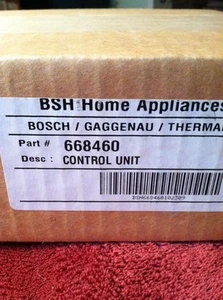 BSH Home Appliances
BOSCH / GAGGENAU / THERMA
Part # 668460
Desc : CONTROL UNIT